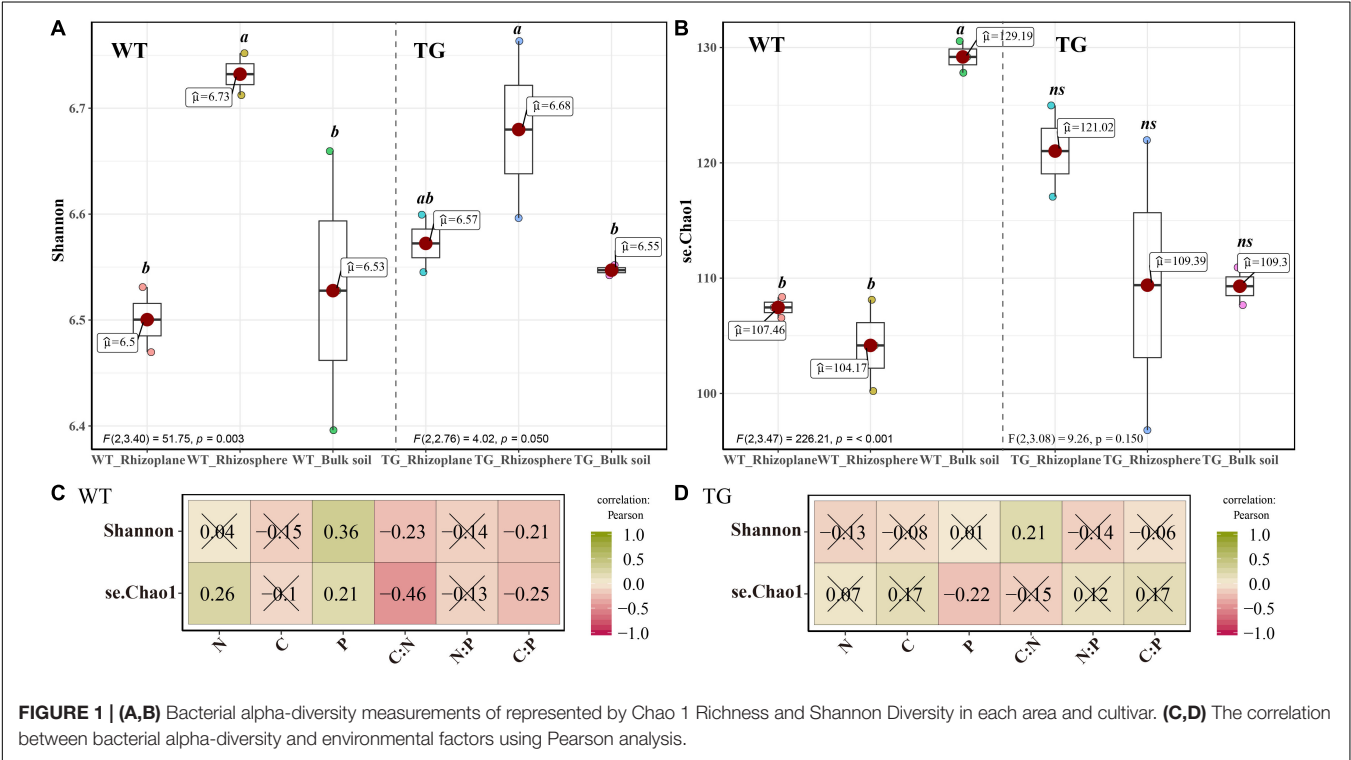 A
WT
TG
Shannon
6.7
6.6
6.5
6.4
b
μ̂=6.5
a
μ̂=6.73
b
μ̂=6.53
ab
μ̂=6.57
a
μ̂=6.68
b
μ̂=6.55
F(2,3.40) = 51.75, p = 0.003
F(2,2.76) = 4.02, p = 0.050
WT_Rhizoplane WT_Rhizosphere WT_Bulk soil TG_Rhizoplane TG_Rhizosphere TG_Bulk soil
B
WT
TG
se.Chao1
130
120
110
100
b
μ̂=107.46
b
μ̂=104.17
a
μ̂=129.19
ns
μ̂=121.02
ns
μ̂=109.39
ns
μ̂=109.3
F(2,3.47) = 226.21, p = < 0.001
F(2,3.08) = 9.26, p = 0.150
WT_Rhizoplane WT_Rhizosphere WT_Bulk soil TG_Rhizoplane TG_Rhizosphere TG_Bulk soil
C WT
Shannon 0.04 −0.15 0.36 −0.23 −0.14 −0.21
se.Chao1 0.26 −0.1 0.21 −0.46 −0.13 −0.25
N C P C:N N:P C:P
correlation:
Pearson
1.0
0.5
0.0
−0.5
−1.0
D TG
Shannon −0.13 −0.08 0.01 0.21 −0.14 −0.06
se.Chao1 0.07 0.17 −0.22 −0.15 0.12 0.17
N C P C:N N:P C:P
correlation:
Pearson
1.0
0.5
0.0
−0.5
−1.0
FIGURE 1 | (A,B) Bacterial alpha-diversity measurements of represented by Chao 1 Richness and Shannon Diversity in each area and cultivar. (C,D) The correlation
between bacterial alpha-diversity and environmental factors using Pearson analysis.